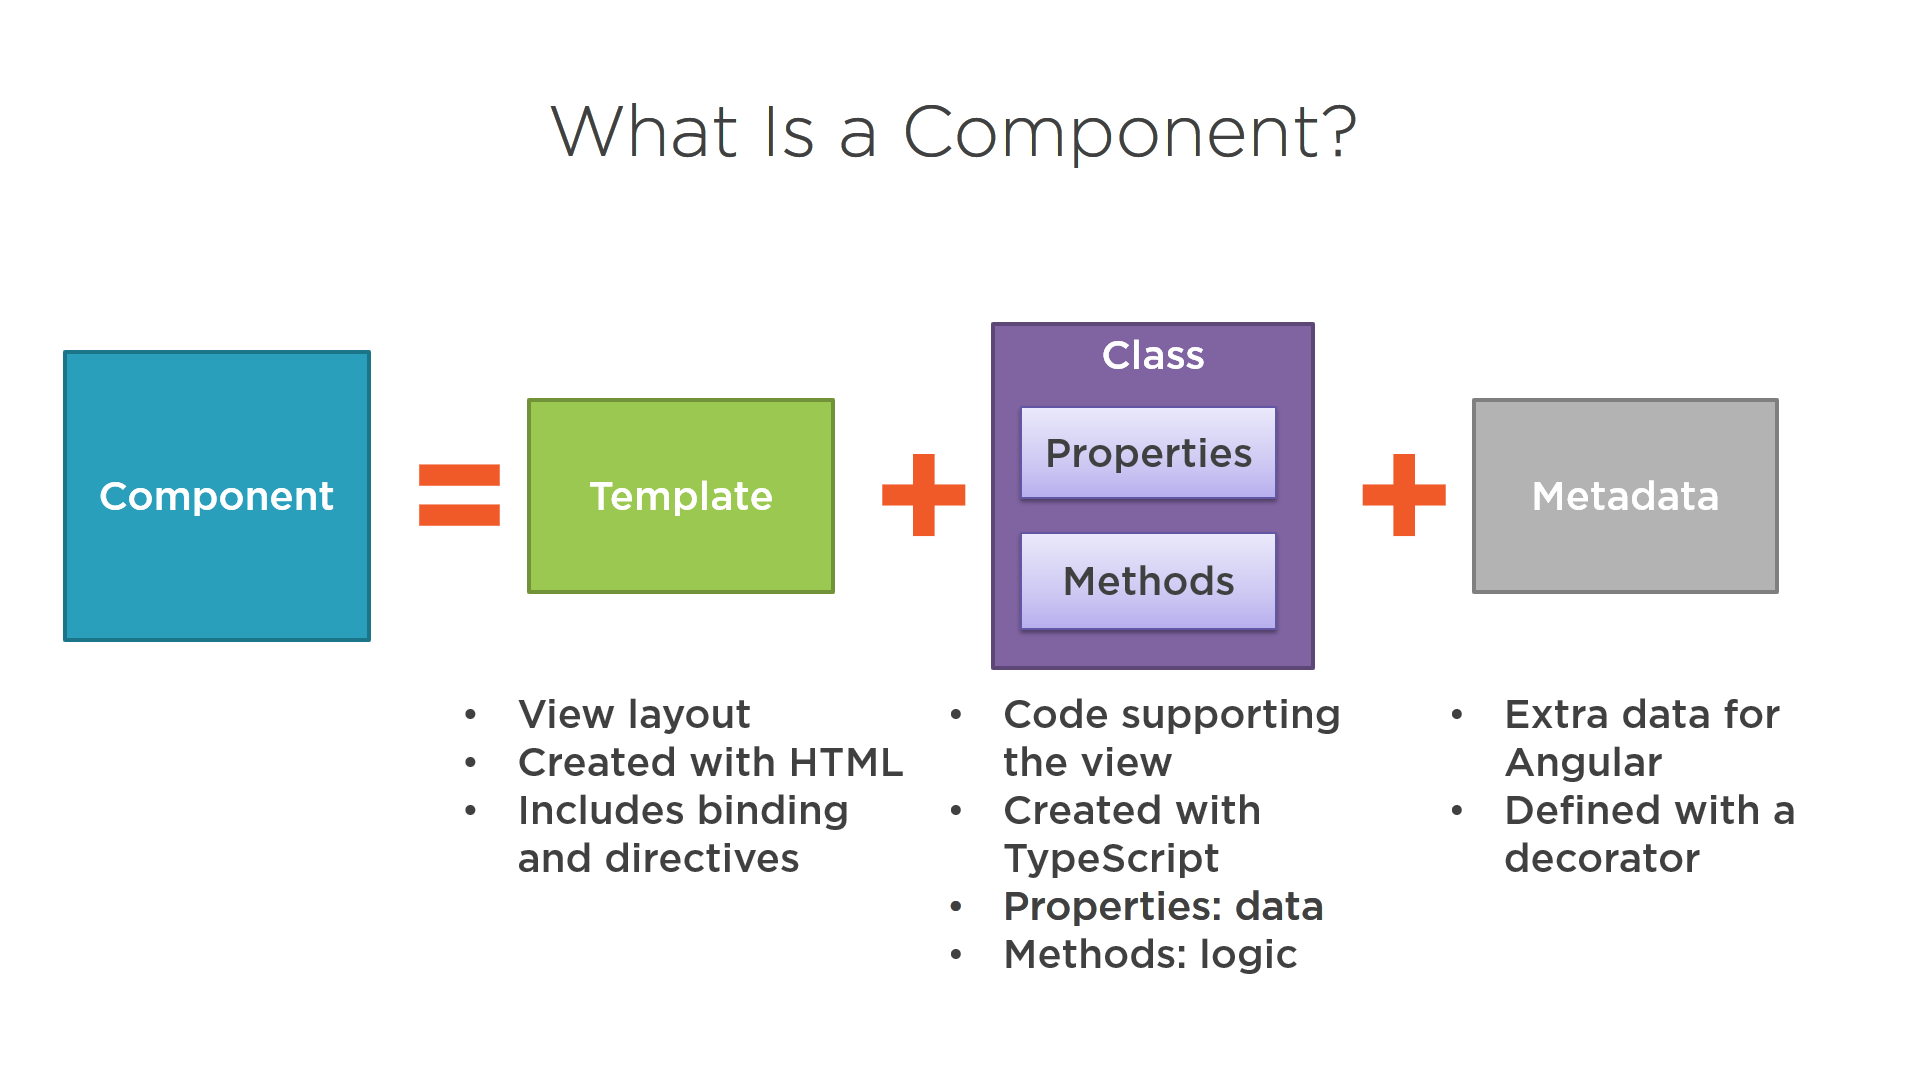 What Is a Component?
Component
=
Template
+
Class
Properties
Methods
+
Metadata
• View layout
• Created with HTML
• Includes binding
and directives
• Code supporting
the view
• Created with
TypeScript
• Properties: data
• Methods: logic
• Extra data for
Angular
• Defined with a
decorator